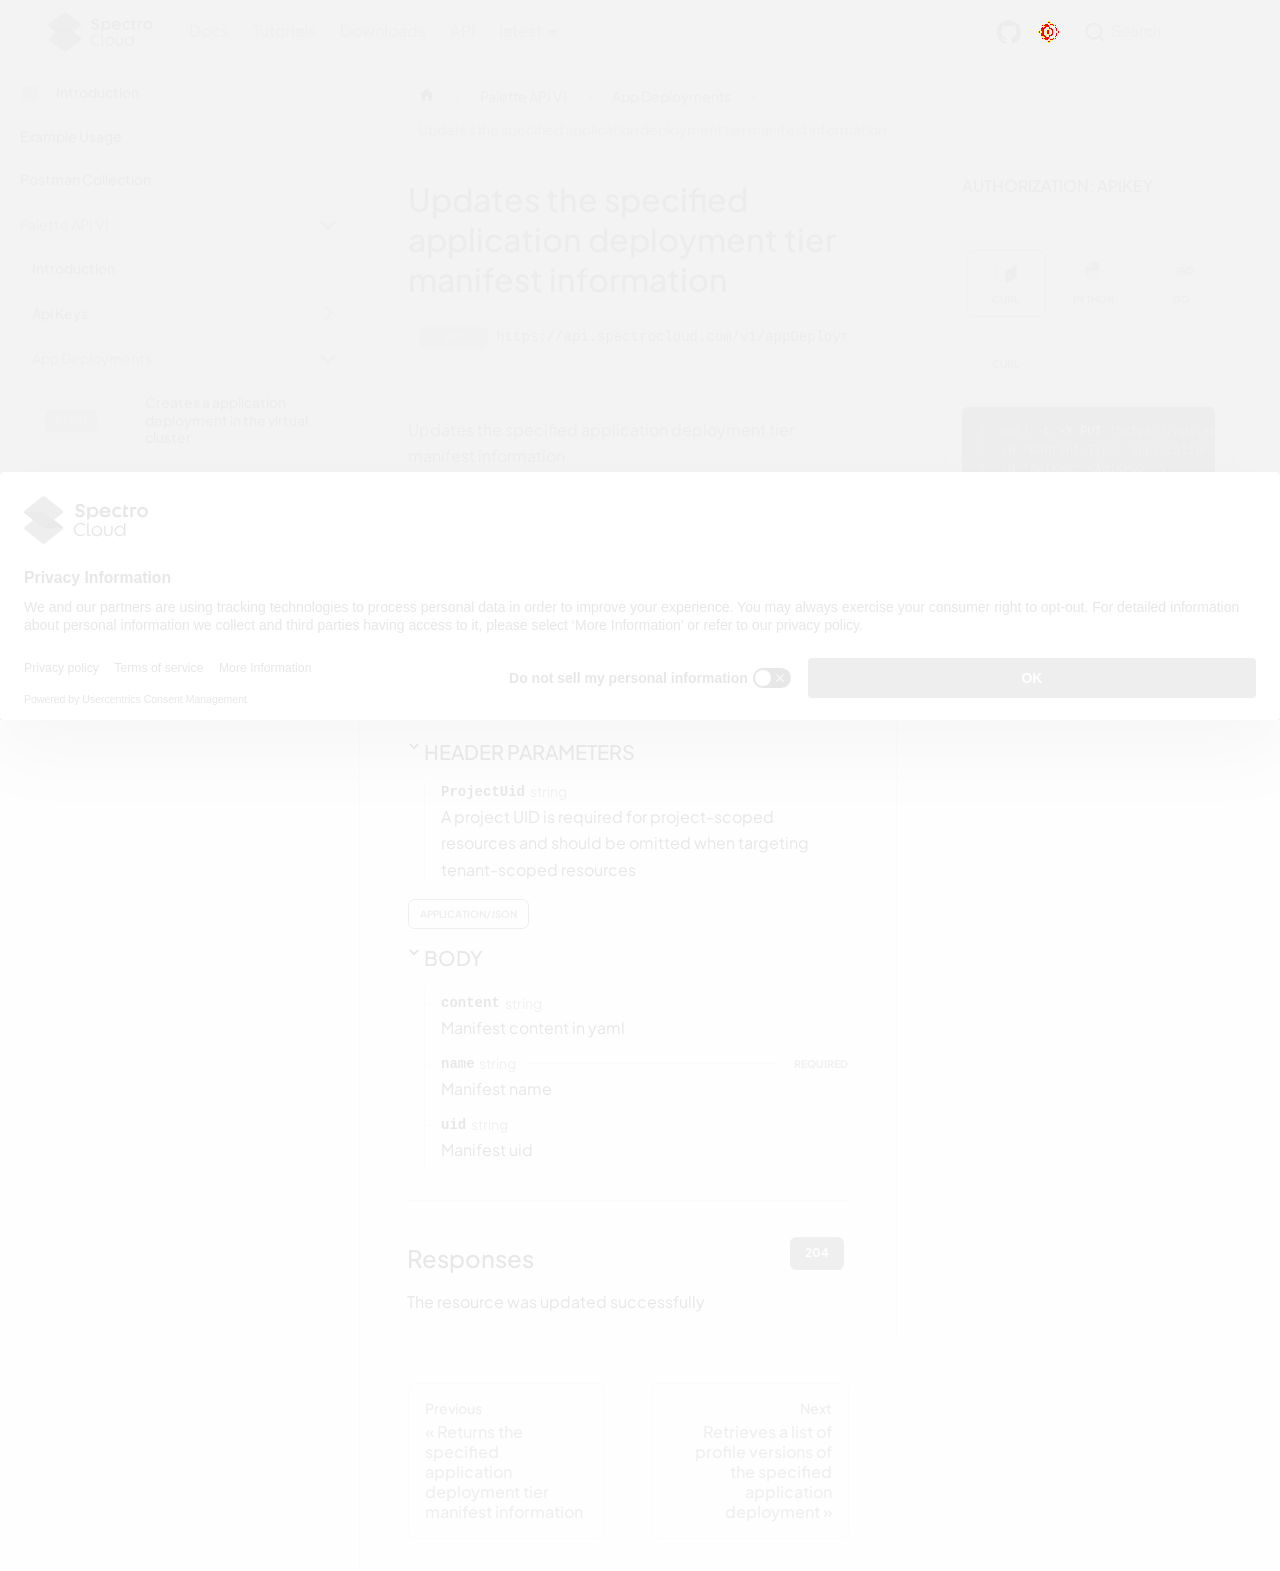 Spectro
Cloud
Docs
Tutorials
Downloads
API
latest
Search
Introduction
Example Usage
Postman Collection
Palette API V1
Introduction
Api Keys
App Deployments
Creates a application
deployment in the virtual
cluster
Palette API V1
App Deployments
Updates the specified application deployment tier manifest information
Updates the specified
application deployment tier
manifest information
https://api.spectrocloud.com/v1/appDeploy
Updates the specified application deployment tier
manifest information
AUTHORIZATION: APIKEY
CURL
PYTHON
GO
CURL
Spectro
Cloud
Privacy Information
We and our partners are using tracking technologies to process personal data in order to improve your experience. You may always exercise your consumer right to opt-out. For detailed information
about personal information we collect and third parties having access to it, please select ‘More Information’ or refer to our privacy policy.
Privacy policy
Terms of service
More Information
Powered by Usercentrics Consent Management
Do not sell my personal information
OK
HEADER PARAMETERS
ProjectUid string
A project UID is required for project-scoped
resources and should be omitted when targeting
tenant-scoped resources
APPLICATION/JSON
BODY
content string
Manifest content in yaml
name string REQUIRED
Manifest name
uid string
Manifest uid
Responses
204
The resource was updated successfully
Previous
« Returns the
specified
application
deployment tier
manifest information
Next
Retrieves a list of
profile versions of
the specified
application
deployment »